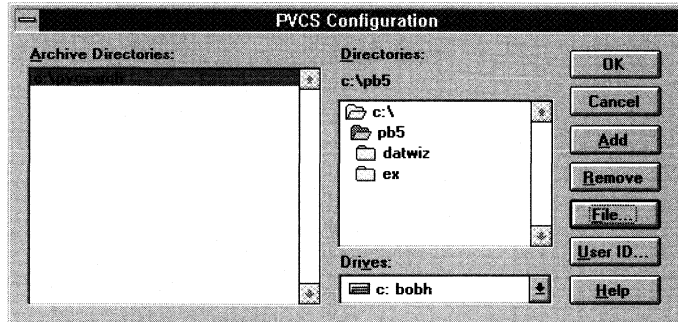 PVCS Configuration
Archive Directories:
c:\pvcsarch
Directories:
c:\pb5
c:\
pb5
datwiz
ex
Drives:
c: bobh
OK
Cancel
Add
Remove
File...
User ID...
Help